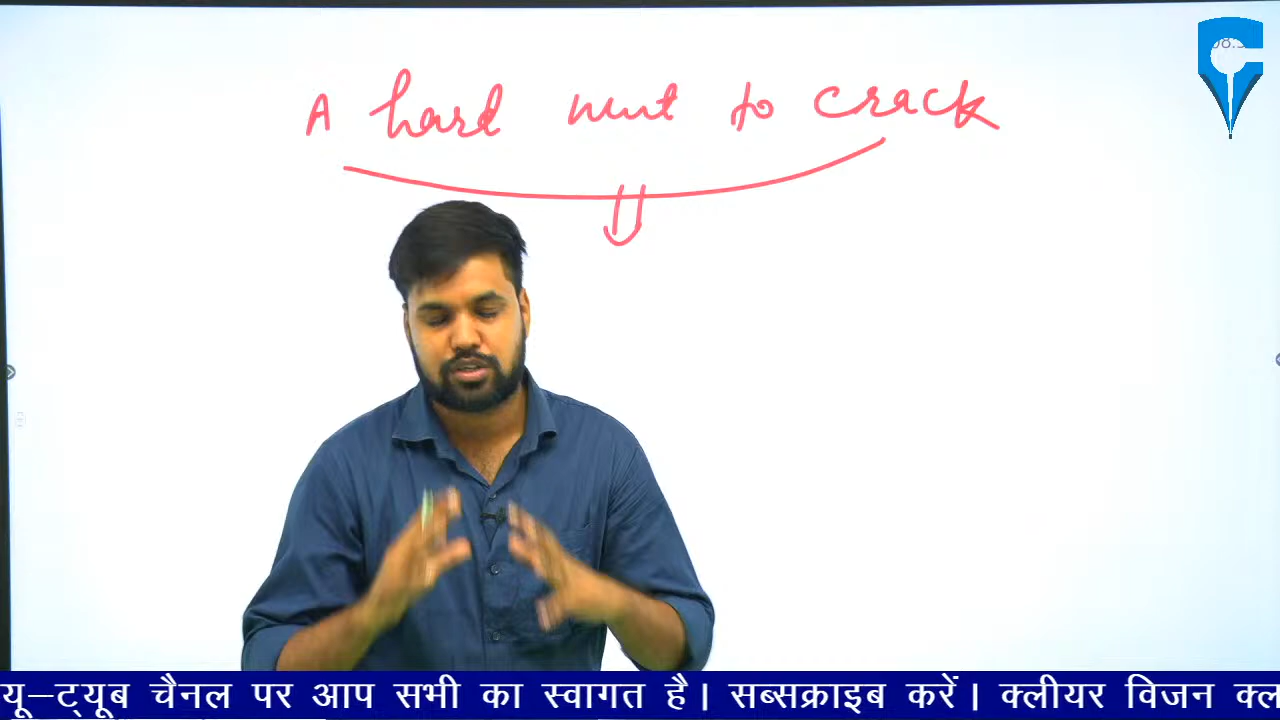 A hard nut to crack
यू-ट्यूब चैनल पर आप सभी का स्वागत है। सब्सक्राइब करें। क्लीयर विजन क्ल